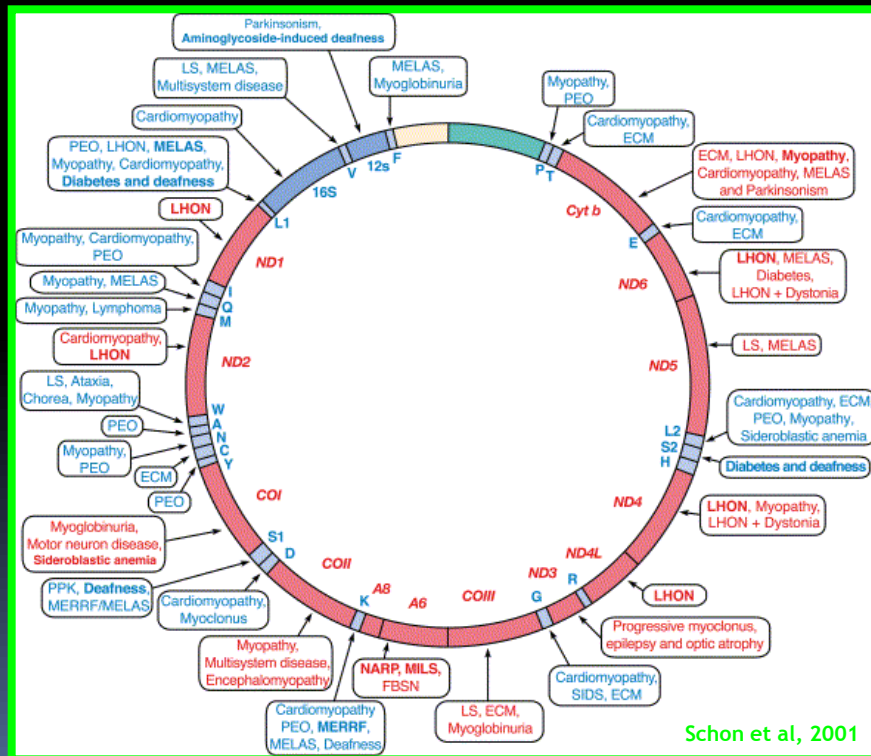 Parkinsonism,
Aminoglycoside-induced deafness
LS, MELAS,
Multisystem disease
MELAS,
Myoglobinuria
Cardiomyopathy
PEO, LHON, MELAS,
Myopathy, Cardiomyopathy,
Diabetes and deafness
LHON
Myopathy, Cardiomyopathy,
PEO
Myopathy, MELAS
Myopathy, Lymphoma
Cardiomyopathy,
LHON
LS, Ataxia,
Chorea, Myopathy
PEO
Myopathy,
PEO
ECM
PEO
Myoglobinuria,
Motor neuron disease,
Sideroblastic anemia
PPK, Deafness,
MERRF/MELAS
Cardiomyopathy,
Myoclonus
Myopathy,
Multisystem disease,
Encephalomyopathy
Cardiomyopathy
PEO, MERRF,
MELAS, Deafness
NARP, MILS,
FBSN
LS, ECM,
Myoglobinuria
Cardiomyopathy,
SIDS, ECM
Progressive myoclonus,
epilepsy and optic atrophy
LHON
LHON, Myopathy,
LHON + Dystonia
Diabetes and deafness
Cardiomyopathy, ECM,
PEO, Myopathy,
Sideroblastic anemia
LS, MELAS
LHON, MELAS,
Diabetes,
LHON + Dystonia
Cardiomyopathy,
ECM
ECM, LHON, Myopathy,
Cardiomyopathy, MELAS
and Parkinsonism
Cardiomyopathy,
ECM
Myopathy,
PEO
F
12s
V
16S
L1
ND1
I
Q
M
ND2
W
A
N
C
Y
COI
S1
D
COII
K
A8
A6
COIII
G
ND3
R
ND4L
ND4
H
S2
L2
ND5
ND6
E
Cyt b
T
P
Schon et al, 2001